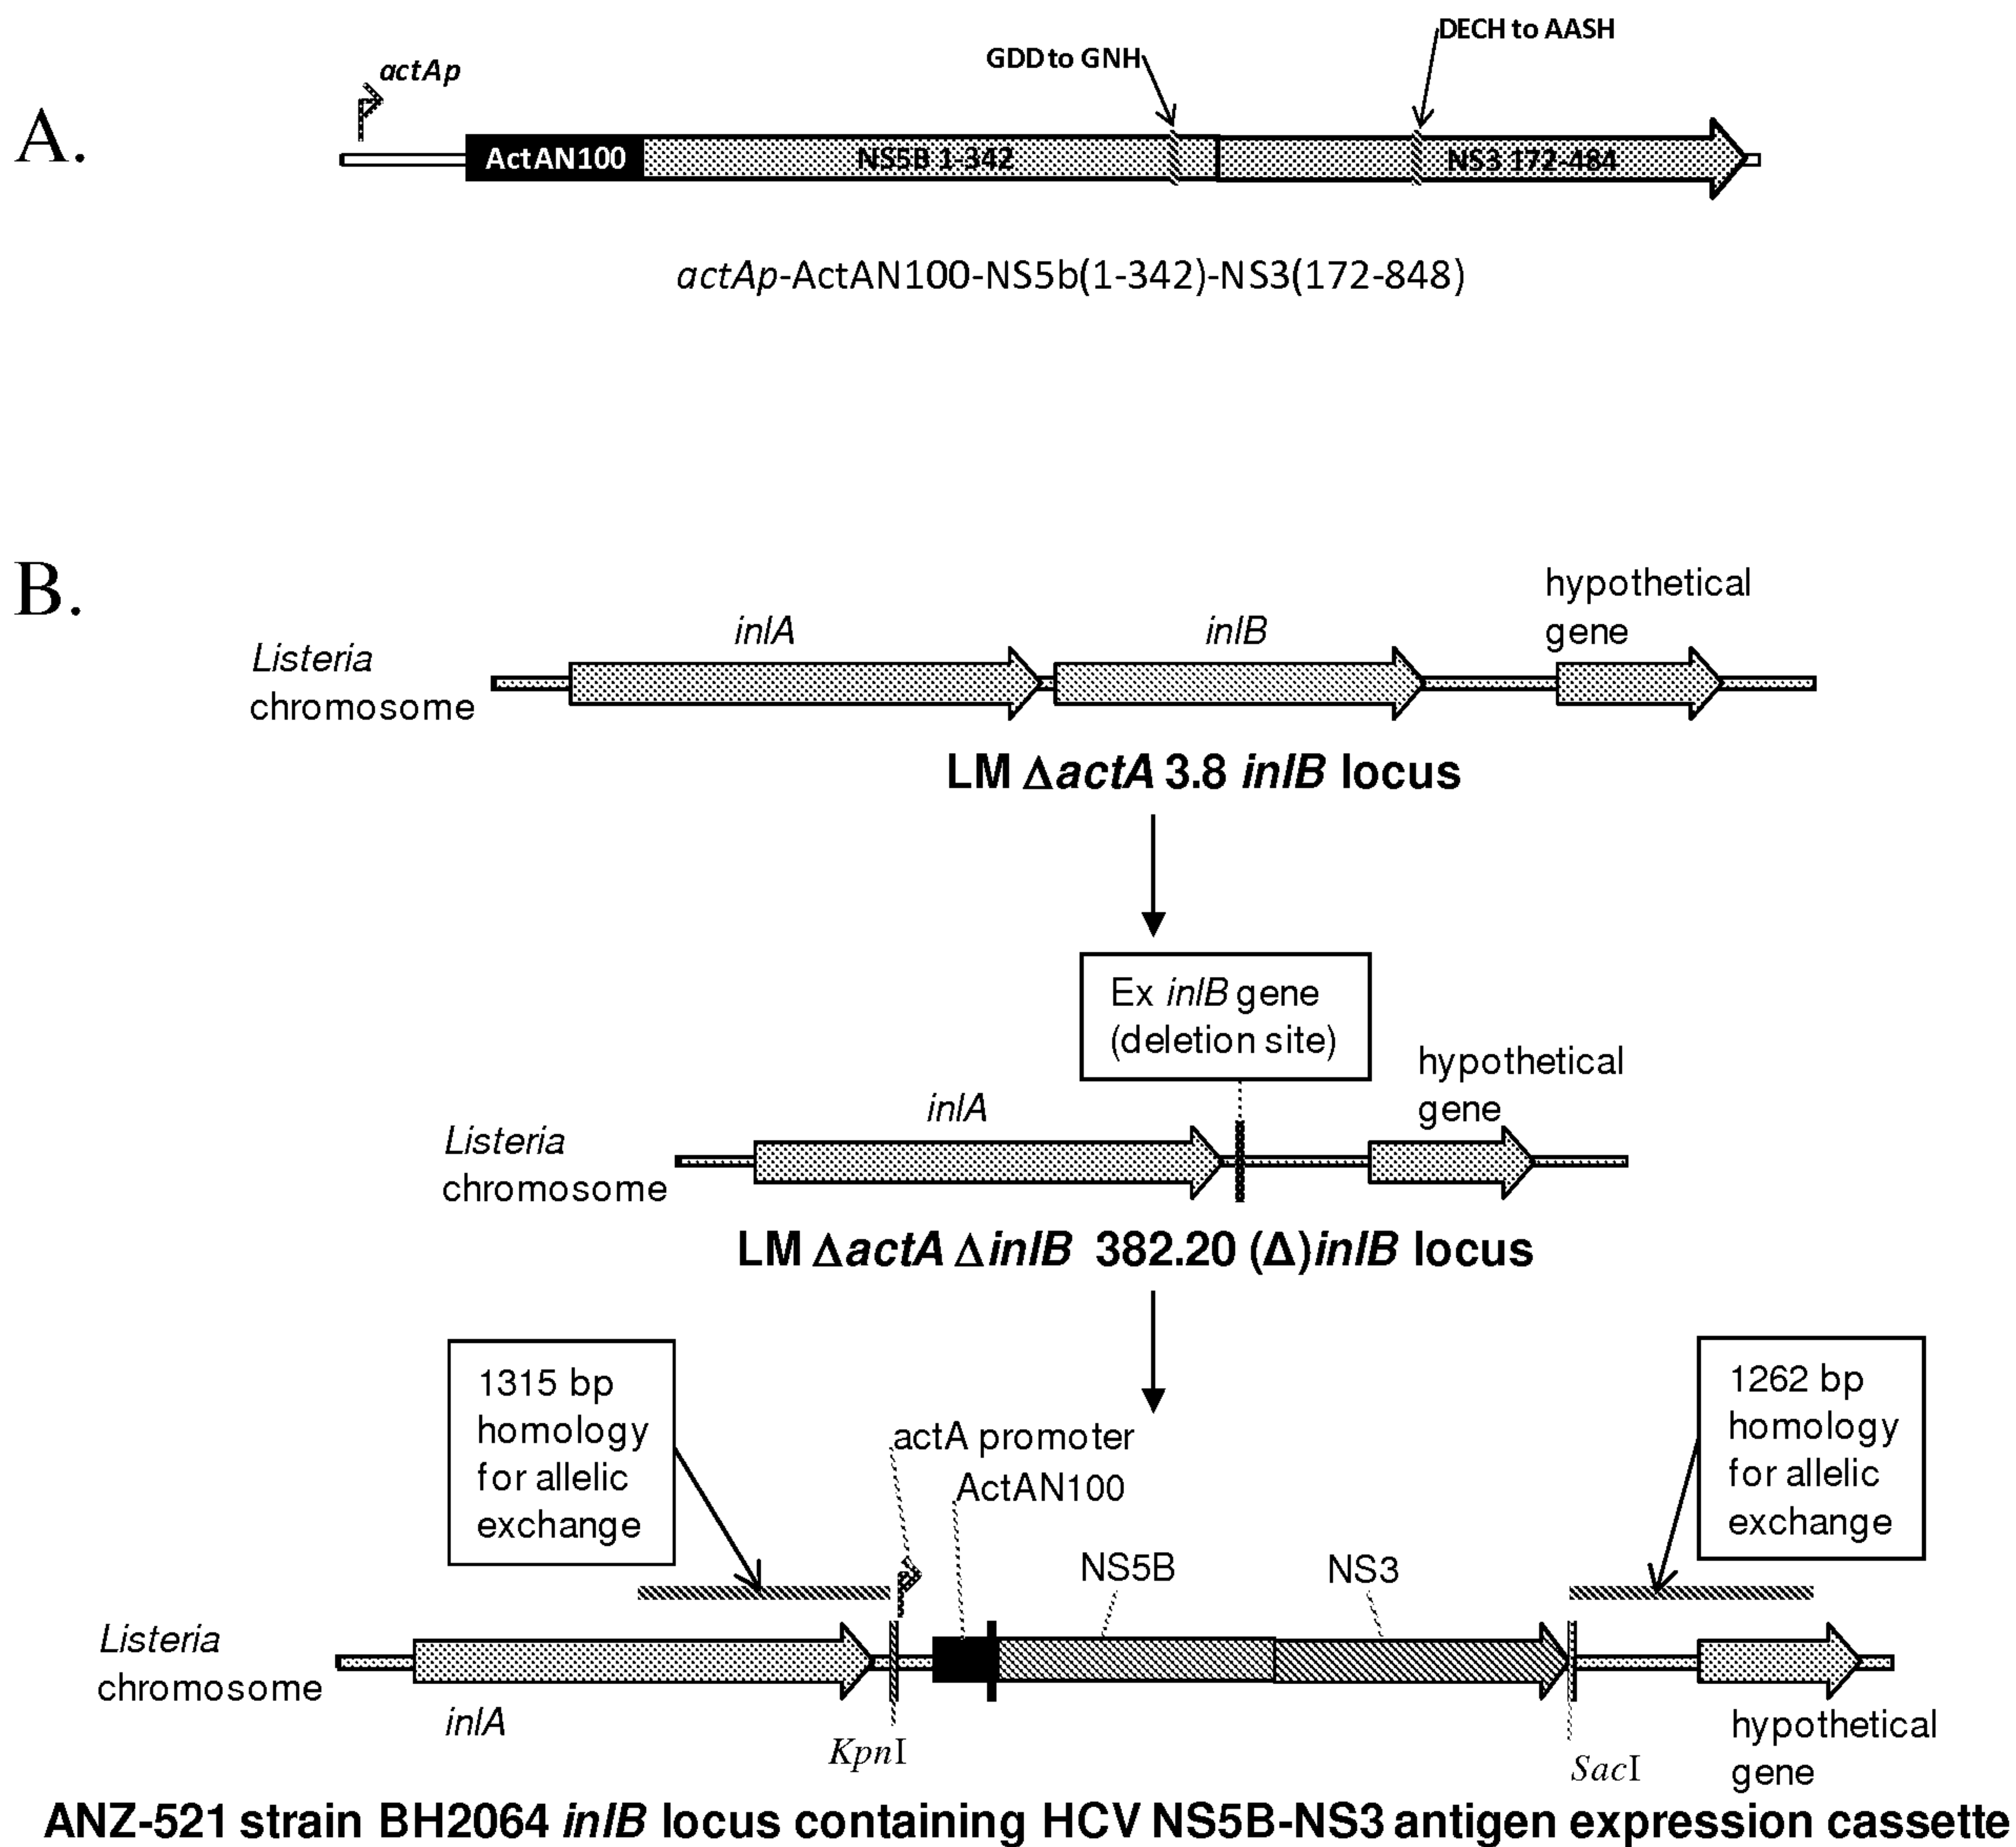 A.
actAp
GDD to GNH
DECH to AASH
ActAN100
NS5B 1-342
NS3 172-484
actAp-ActAN100-NS5b(1-342)-NS3(172-848)
B.
Listeria
chromosome
inlA
inlB
hypothetical
gene
LM ΔactA 3.8 inlB locus
Ex inlB gene
(deletion site)
Listeria
chromosome
inlA
hypothetical
gene
LM ΔactA ΔinlB 382.20 (Δ)inlB locus
1315 bp
homology
for allelic
exchange
actA promoter
ActAN100
NS5B
NS3
1262 bp
homology
for allelic
exchange
Listeria
chromosome
inlA
KpnI
SacI
hypothetical
gene
ANZ-521 strain BH2064 inlB locus containing HCV NS5B-NS3 antigen expression cassette